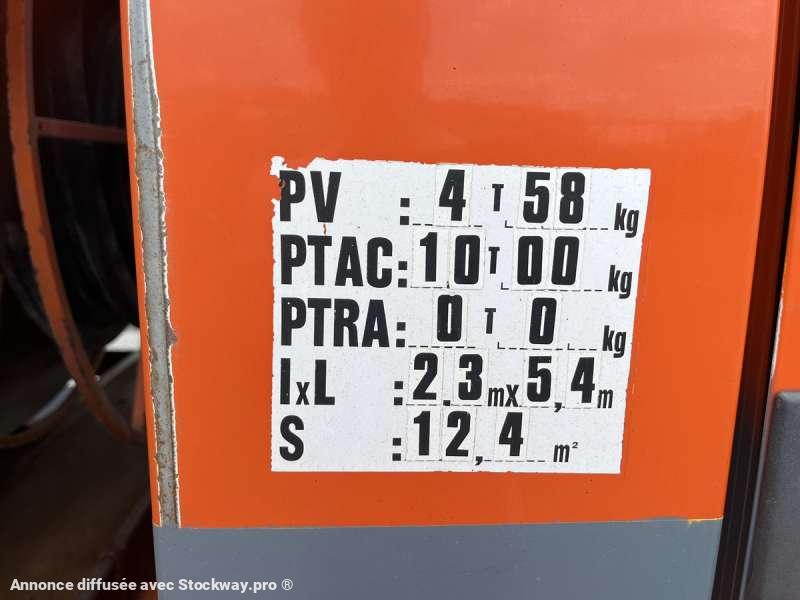 PV : 4 T 58 kg
PTAC : 10 T 00 kg
PTRA : 0 T 0 kg
IxL : 2.3 m x 5,4 m
S : 12,4 m²
Annonce diffusée avec Stockway.pro ®